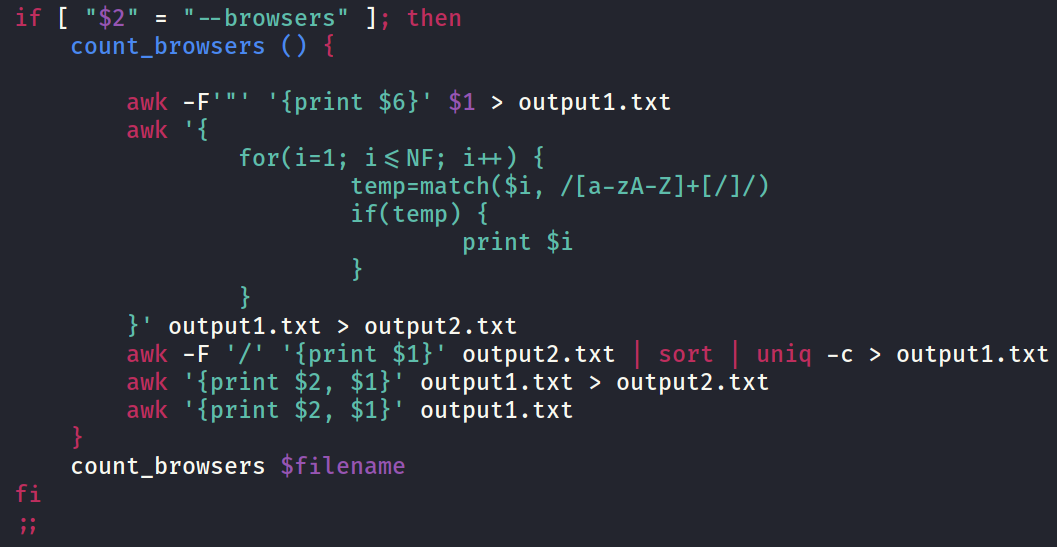 if [ "$2" = "--browsers" ]; then
    count_browsers () {

        awk -F'"' '{print $6}' $1 > output1.txt
        awk '{
                for(i=1; i<=NF; i++) {
                        temp=match($i, /[a-zA-Z]+[/]/)
                        if(temp) {
                                print $i
                        }
                }
        }' output1.txt > output2.txt
        awk -F '/' '{print $1}' output2.txt | sort | uniq -c > output1.txt
        awk '{print $2, $1}' output1.txt > output2.txt
        awk '{print $2, $1}' output1.txt
    }
    count_browsers $filename
fi
;;